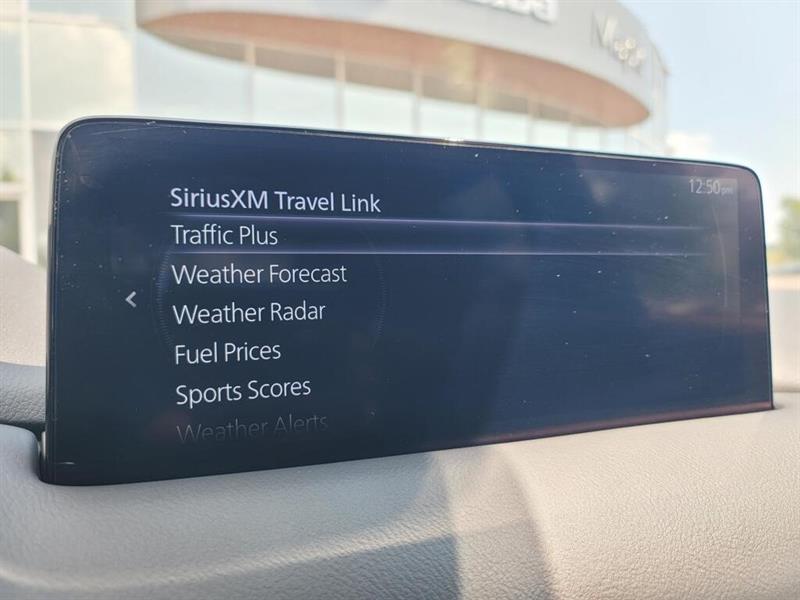 SiriusXM Travel Link
12:50pm
Traffic Plus
Weather Forecast
Weather Radar
Fuel Prices
Sports Scores
Weather Alerts